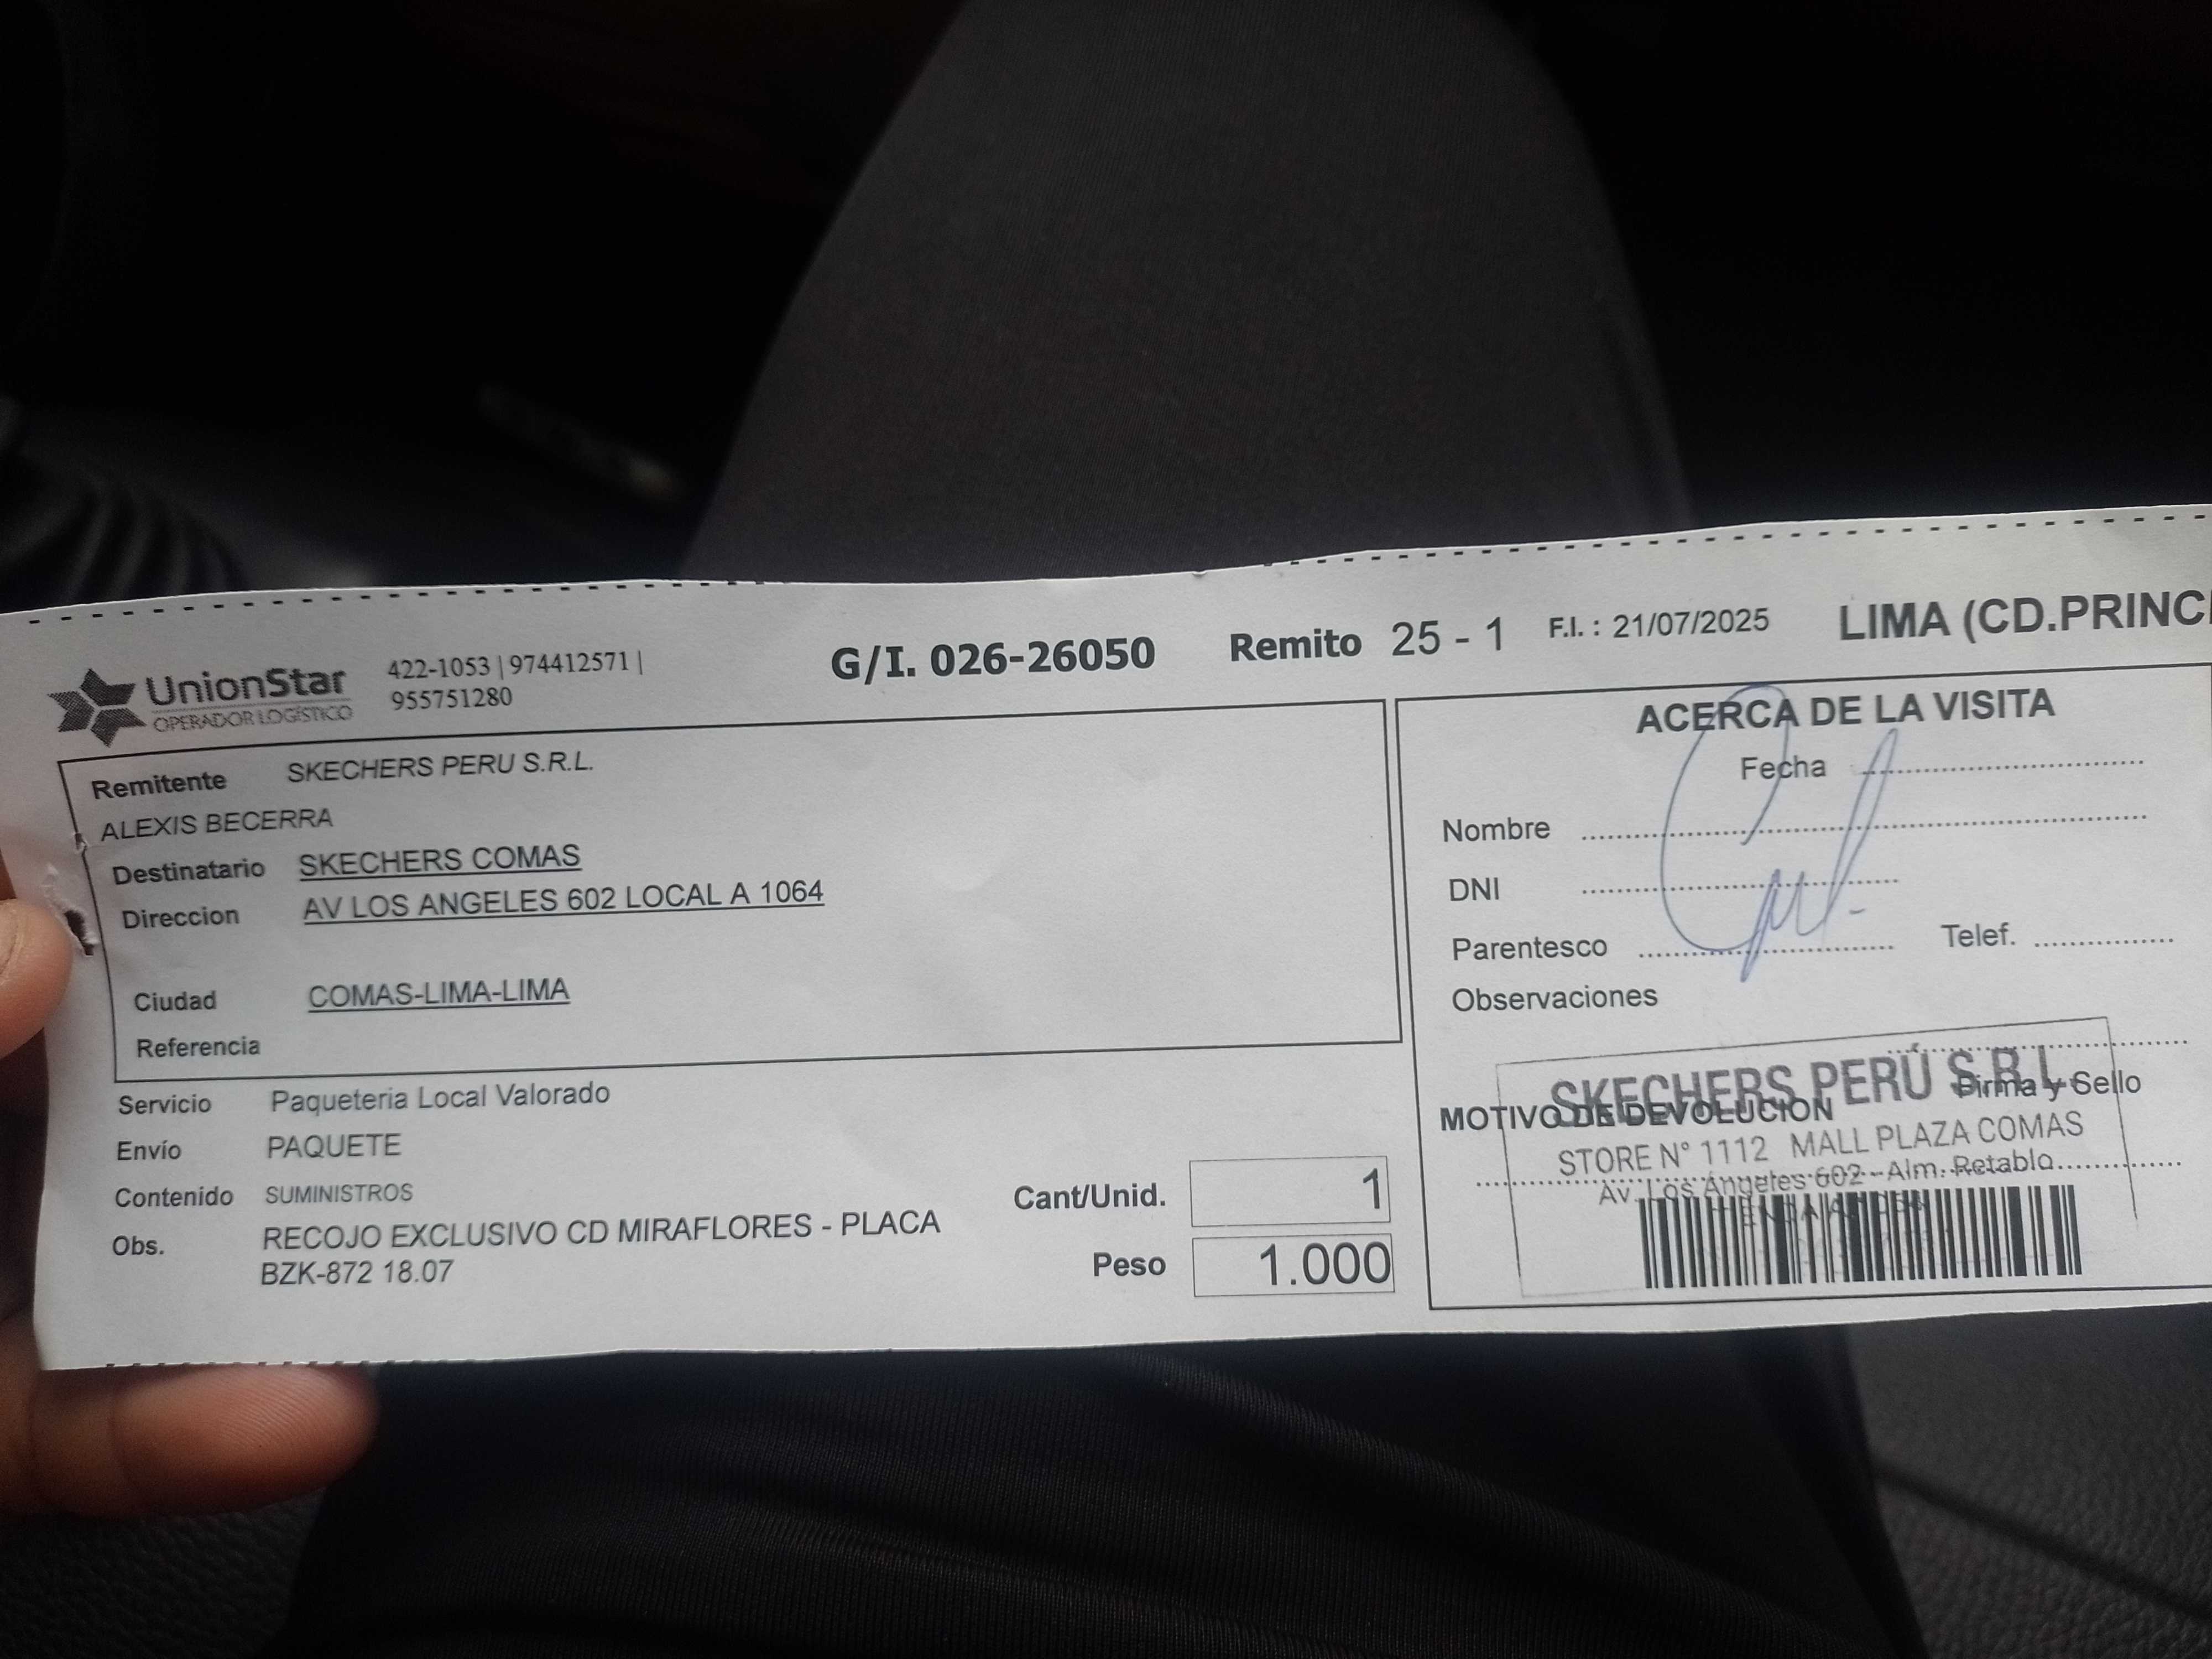 UnionStar
OPERADOR LOGÍSTICO
422-1053 | 974412571 |
955751280
G/I. 026-26050
Remito 25 - 1
F.I. : 21/07/2025
LIMA (CD.PRINCI
Remitente SKECHERS PERU S.R.L.
ALEXIS BECERRA
Destinatario SKECHERS COMAS
Direccion AV LOS ANGELES 602 LOCAL A 1064
Ciudad COMAS-LIMA-LIMA
Referencia
Servicio Paqueteria Local Valorado
Envío PAQUETE
Contenido SUMINISTROS
Obs. RECOJO EXCLUSIVO CD MIRAFLORES - PLACA
BZK-872 18.07
Cant/Unid. 1
Peso 1.000
ACERCA DE LA VISITA
Fecha
Nombre
DNI
Parentesco Telef.
Observaciones
Firma y Sello
MOTIVO DE DEVOLUCION
SKECHERS PERÚ S.R.L.
STORE N° 1112 MALL PLAZA COMAS
Av. Los Angeles 602 - Alm. Retablo